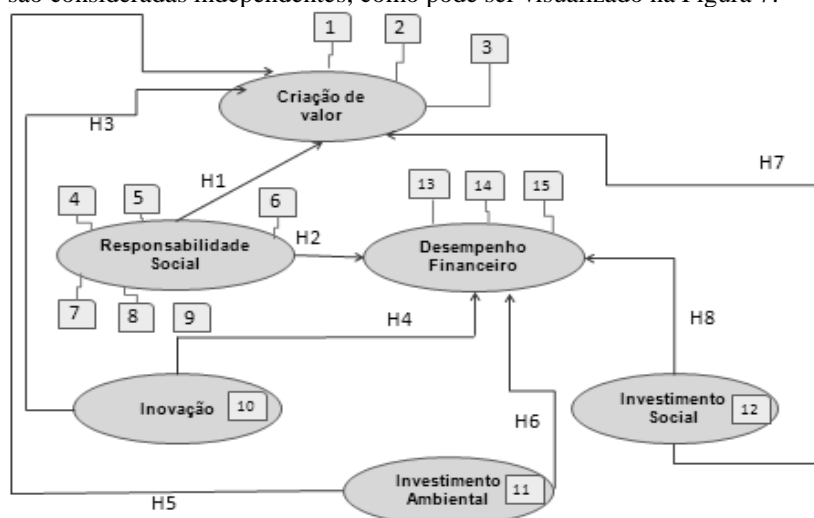 são consideradas independentes, como pode ser visualizado na Figura 7.
1
2
3
Criação de
valor
H3
H7
H1
4
5
6
13
14
15
H2
Responsabilidade
Social
Desempenho
Financeiro
7
8
9
H4
H8
Inovação
10
H6
Investimento
Social
12
Investimento
Ambiental
11
H5